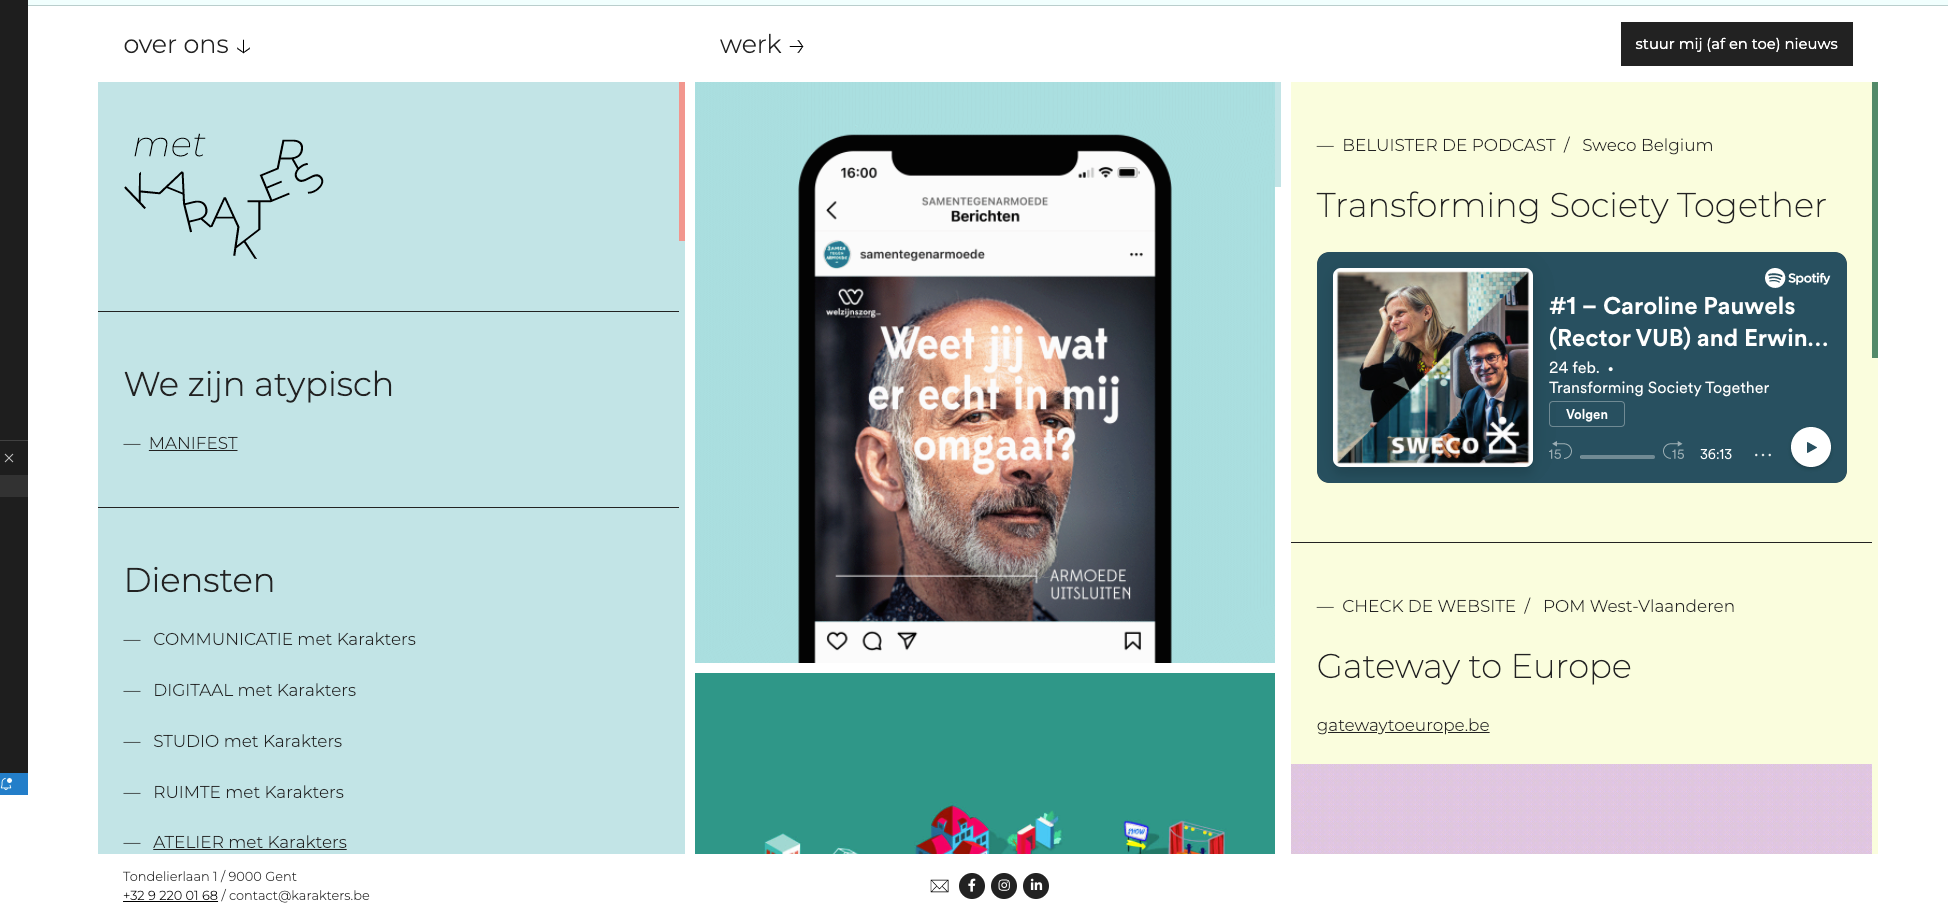 over ons ↓
werk →
stuur mij (af en toe) nieuws
met
KARAKTERS
We zijn atypisch
— MANIFEST
Diensten
— COMMUNICATIE met Karakters
— DIGITAAL met Karakters
— STUDIO met Karakters
— RUIMTE met Karakters
— ATELIER met Karakters
16:00
SAMENTEGENARMOEDE
Berichten
samentegenarmoede
welzijnszorg
Weet jij wat
er echt in mij
omgaat?
ARMOEDE
UITSLUITEN
SHOW
— BELUISTER DE PODCAST / Sweco Belgium
Transforming Society Together
Spotify
#1 – Caroline Pauwels
(Rector VUB) and Erwin...
24 feb. •
Transforming Society Together
Volgen
15 15 36:13 ...
SWECO
— CHECK DE WEBSITE / POM West-Vlaanderen
Gateway to Europe
gatewaytoeurope.be
Tondelierlaan 1 / 9000 Gent
+32 9 220 01 68 / contact@karakters.be